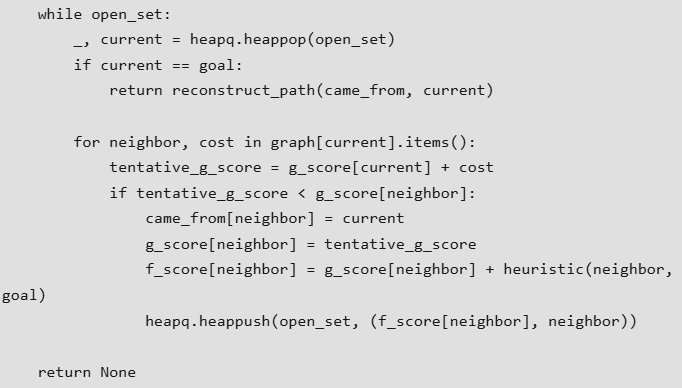 while open_set:
        _, current = heapq.heappop(open_set)
        if current == goal:
            return reconstruct_path(came_from, current)

        for neighbor, cost in graph[current].items():
            tentative_g_score = g_score[current] + cost
            if tentative_g_score < g_score[neighbor]:
                came_from[neighbor] = current
                g_score[neighbor] = tentative_g_score
                f_score[neighbor] = g_score[neighbor] + heuristic(neighbor,
goal)
                heapq.heappush(open_set, (f_score[neighbor], neighbor))

    return None